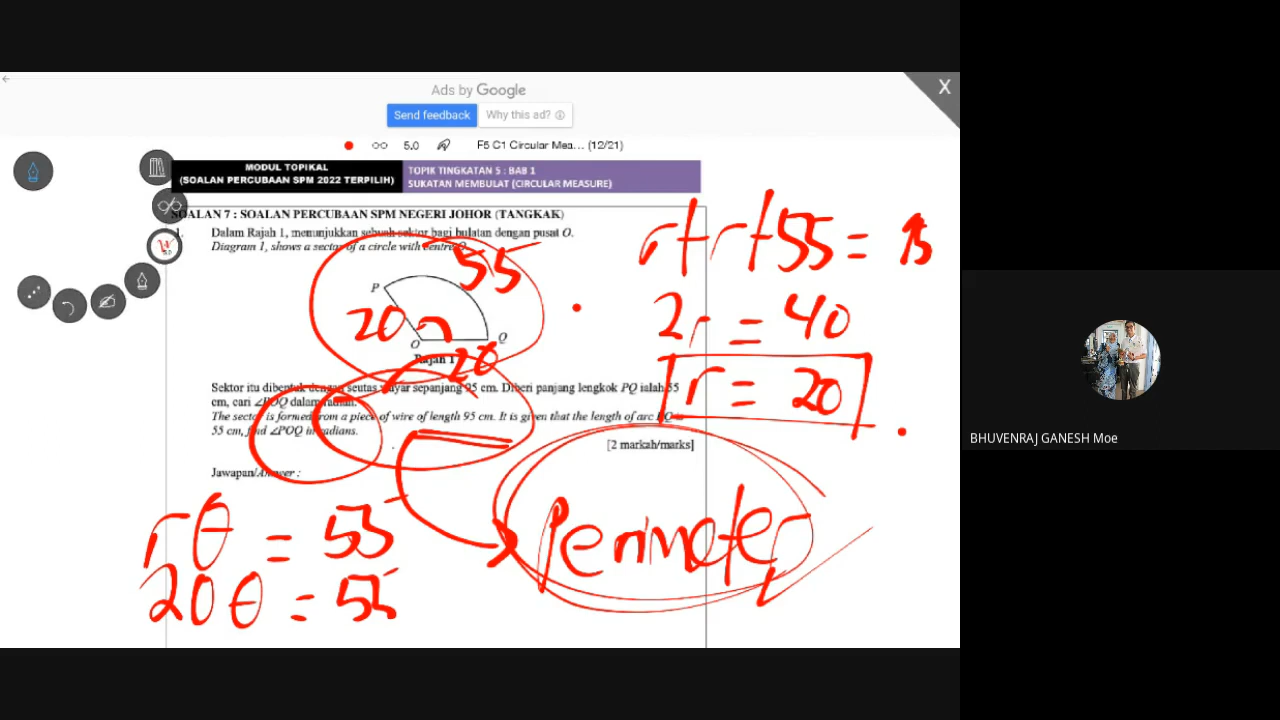 Ads by Google
Send feedback
Why this ad?
X
5.0
F5 C1 Circular Mea... (12/21)
MODUL TOPIKAL
(SOALAN PERCUBAAN SPM 2022 TERPILIH)
TOPIK TINGKATAN 5 : BAB 1
SUKATAN MEMBULAT (CIRCULAR MEASURE)
SOALAN 7 : SOALAN PERCUBAAN SPM NEGERI JOHOR (TANGKAK)
1. Dalam Rajah 1, menunjukkan sebuah sektor bagi bulatan dengan pusat O.
Diagram 1, shows a sector of a circle with centre O.
55
P
20
O
Q
20
Rajah 1
r+r+55 = 95
2r = 40
r = 20
Sektor itu dibentuk dengan seutas wayar sepanjang 95 cm. Diberi panjang lengkok PQ ialah 55
cm, cari ∠POQ dalam radian.
The sector is formed from a piece of wire of length 95 cm. It is given that the length of arc PQ is
55 cm, find ∠POQ in radians.
[2 markah/marks]
Jawapan/Answer :
rθ = 55
20θ = 55
Perimeter
BHUVENRAJ GANESH Moe